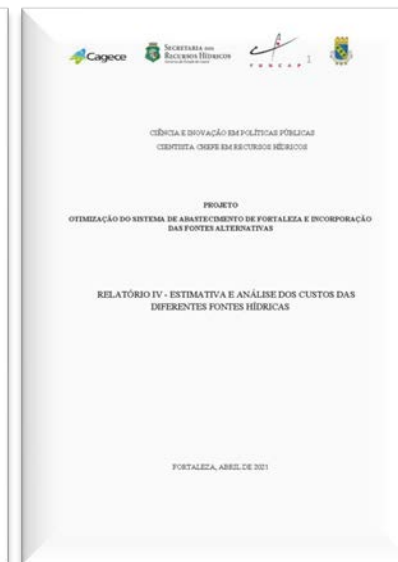 Cagece
SECRETARIA DOS
RECURSOS HÍDRICOS
FUNCAP
1
CIÊNCIA E INOVAÇÃO EM POLÍTICAS PÚBLICAS
CIENTISTA CHEFE EM RECURSOS HÍDRICOS
PROJETO
OTIMIZAÇÃO DO SISTEMA DE ABASTECIMENTO DE FORTALEZA E INCORPORAÇÃO
DAS FONTES ALTERNATIVAS
RELATÓRIO IV - ESTIMATIVA E ANÁLISE DOS CUSTOS DAS
DIFERENTES FONTES HÍDRICAS
FORTALEZA, ABRIL DE 2021